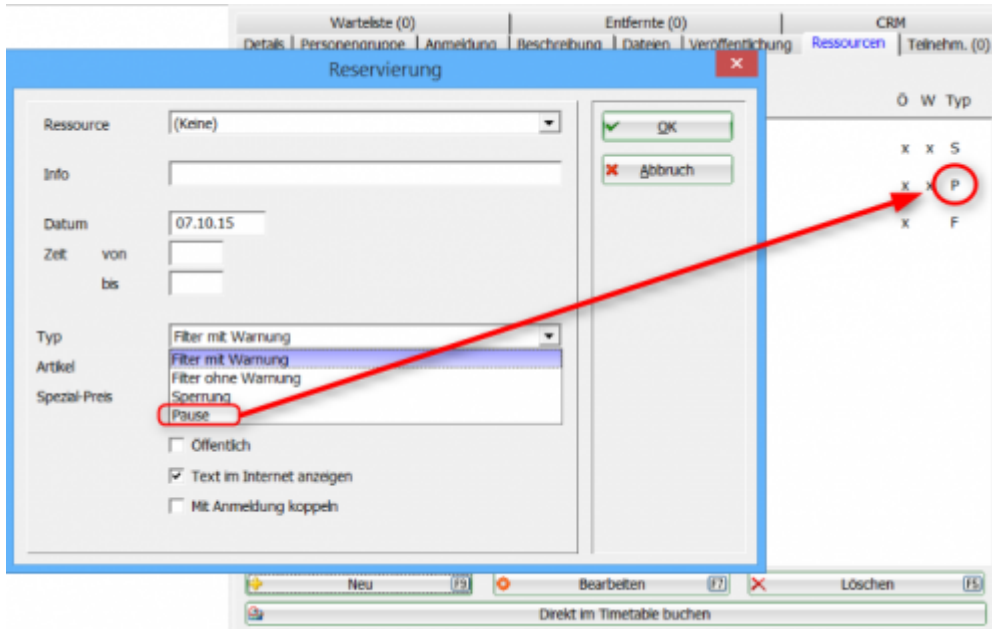 Warteliste (0) Entfernte (0) CRM
Details Personengruppe Anmeldung Beschreibung Dateien Veröffentlichung Ressourcen Teilnehm. (0)
Reservierung
Ö W Typ
Ressource (Keine) OK
x x S
Info Abbruch
x x P
Datum 07.10.15
x F
Zeit von
bis
Typ Filter mit Warnung
Filter mit Warnung
Artikel
Filter ohne Warnung
Spezial-Preis Sperrung
Pause
Öffentlich
Text im Internet anzeigen
Mit Anmeldung koppeln
Neu F9 Bearbeiten F7 Löschen F5
Direkt im Timetable buchen